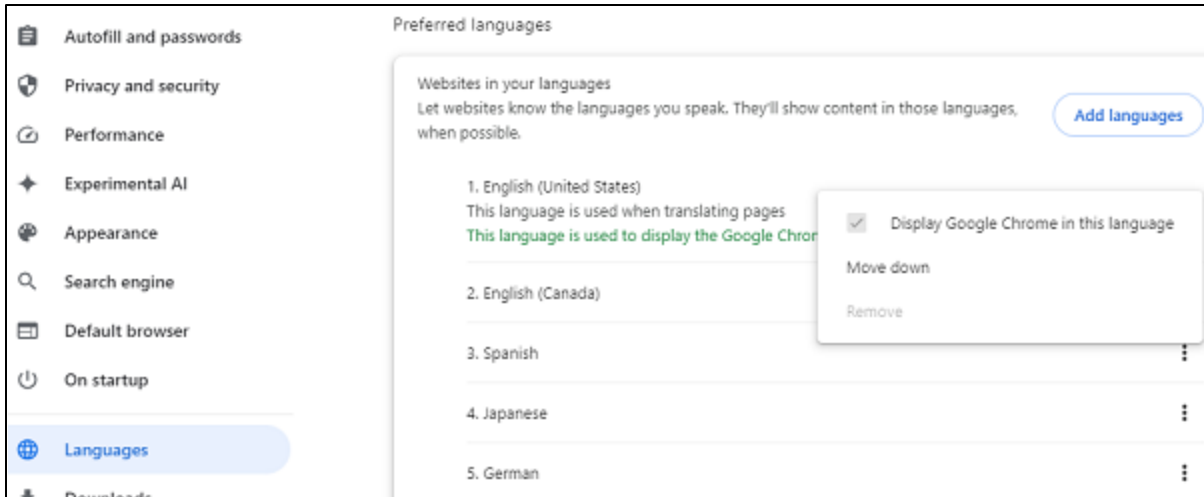 Autofill and passwords
Privacy and security
Performance
Experimental AI
Appearance
Search engine
Default browser
On startup
Languages
Downloads
Preferred languages
Websites in your languages
Let websites know the languages you speak. They'll show content in those languages,
when possible.
Add languages
1. English (United States)
This language is used when translating pages
This language is used to display the Google
2. English (Canada)
3. Spanish
4. Japanese
5. German
Display Google Chrome in this language
Move down
Remove